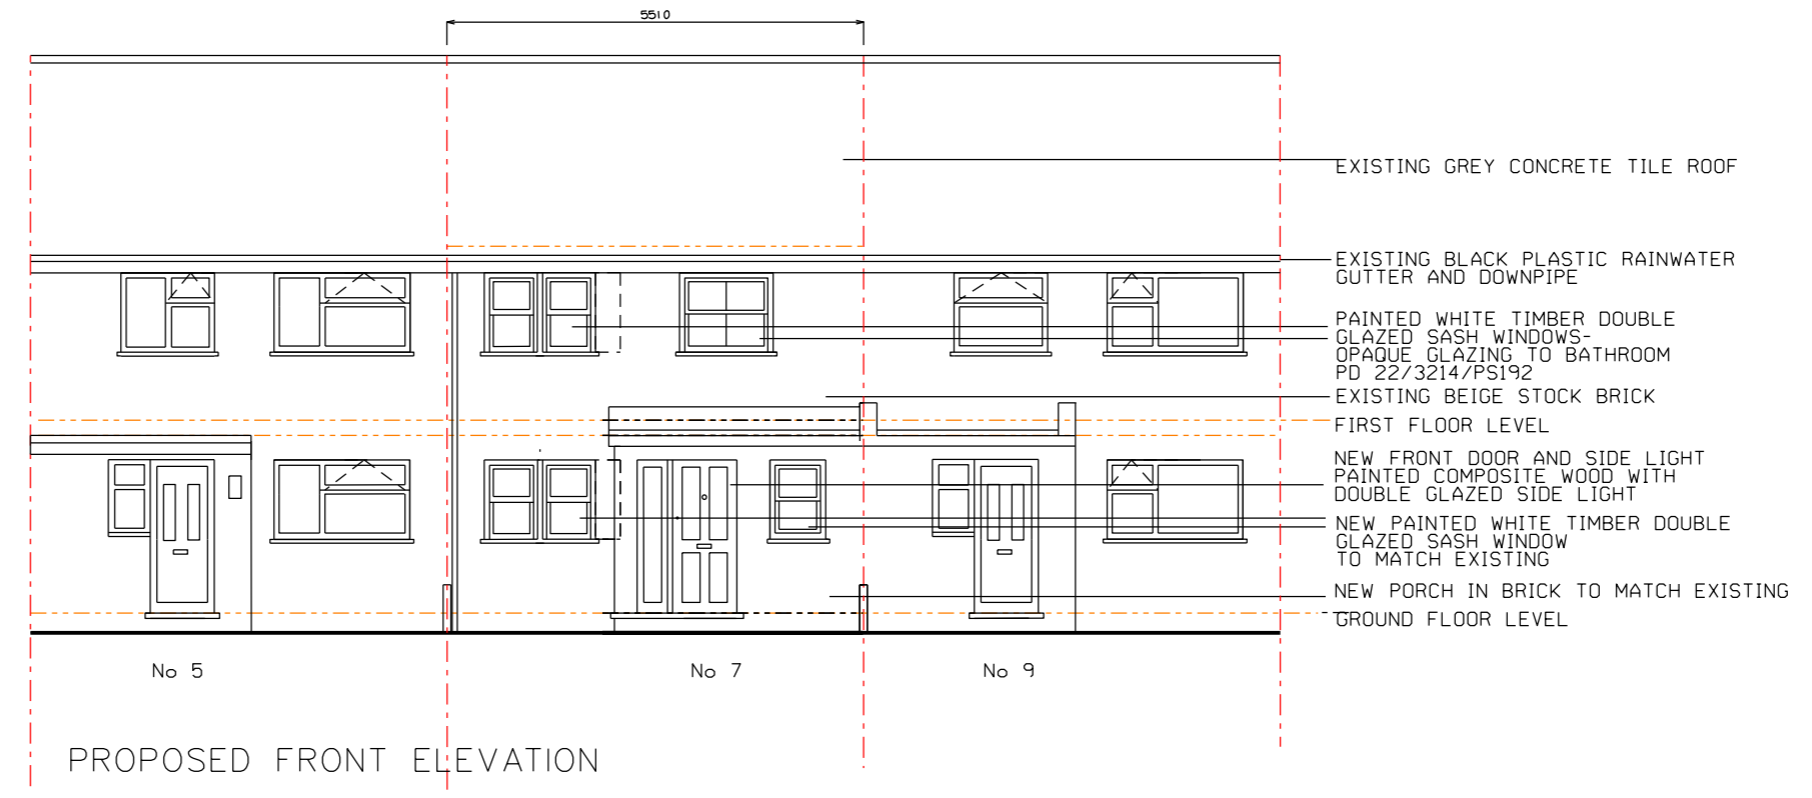 5510
EXISTING GREY CONCRETE TILE ROOF
EXISTING BLACK PLASTIC RAINWATER
GUTTER AND DOWNPIPE
PAINTED WHITE TIMBER DOUBLE
GLAZED SASH WINDOWS-
OPAQUE GLAZING TO BATHROOM
PD 22/3214/PS192
EXISTING BEIGE STOCK BRICK
FIRST FLOOR LEVEL
NEW FRONT DOOR AND SIDE LIGHT
PAINTED COMPOSITE WOOD WITH
DOUBLE GLAZED SIDE LIGHT
NEW PAINTED WHITE TIMBER DOUBLE
GLAZED SASH WINDOW
TO MATCH EXISTING
NEW PORCH IN BRICK TO MATCH EXISTING
GROUND FLOOR LEVEL
No 5
No 7
No 9
PROPOSED FRONT ELEVATION